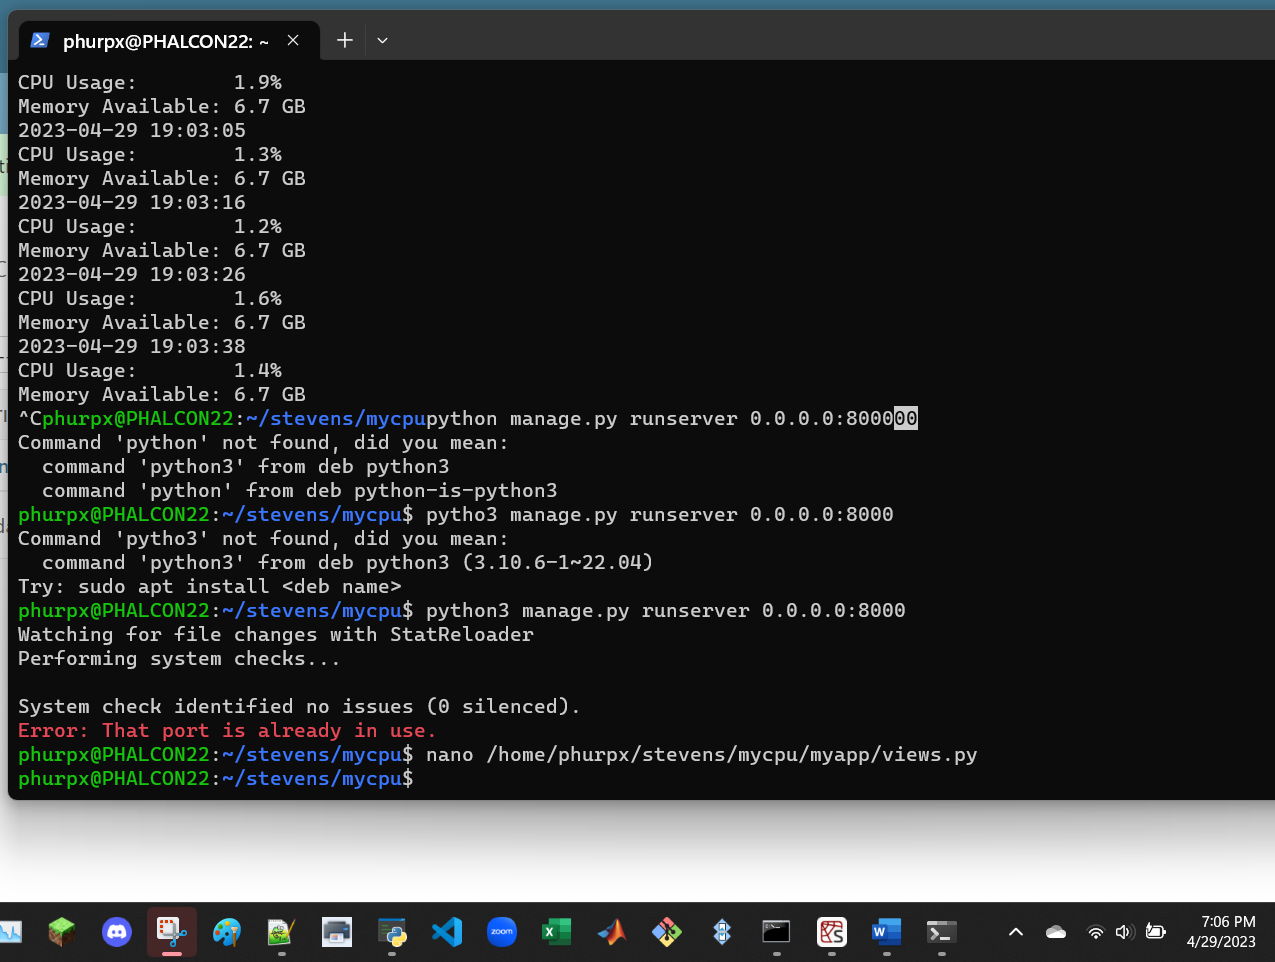 phurpx@PHALCON22: ~
CPU Usage:        1.9%
Memory Available: 6.7 GB
2023-04-29 19:03:05
CPU Usage:        1.3%
Memory Available: 6.7 GB
2023-04-29 19:03:16
CPU Usage:        1.2%
Memory Available: 6.7 GB
2023-04-29 19:03:26
CPU Usage:        1.6%
Memory Available: 6.7 GB
2023-04-29 19:03:38
CPU Usage:        1.4%
Memory Available: 6.7 GB
^Cphurpx@PHALCON22:~/stevens/mycpupython manage.py runserver 0.0.0.0:800000
Command 'python' not found, did you mean:
  command 'python3' from deb python3
  command 'python' from deb python-is-python3
phurpx@PHALCON22:~/stevens/mycpu$ pytho3 manage.py runserver 0.0.0.0:8000
Command 'pytho3' not found, did you mean:
  command 'python3' from deb python3 (3.10.6-1~22.04)
Try: sudo apt install <deb name>
phurpx@PHALCON22:~/stevens/mycpu$ python3 manage.py runserver 0.0.0.0:8000
Watching for file changes with StatReloader
Performing system checks...

System check identified no issues (0 silenced).
Error: That port is already in use.
phurpx@PHALCON22:~/stevens/mycpu$ nano /home/phurpx/stevens/mycpu/myapp/views.py
phurpx@PHALCON22:~/stevens/mycpu$
zoom
7:06 PM
4/29/2023